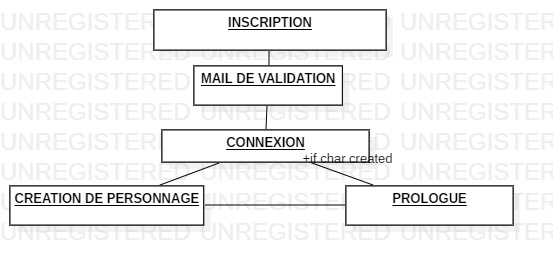 UNREGISTERED UNREGISTERED UNREGISTERED
INSCRIPTION
UNREGISTERED UNREGISTERED UNREGISTERED
UNREGISTERED UNREGISTERED UNREGISTERED
MAIL DE VALIDATION
UNREGISTERED UNREGISTERED UNREGISTERED
UNREGISTERED UNREGISTERED UNREGISTERED
CONNEXION
+if char created
UNREGISTERED UNREGISTERED UNREGISTERED
CREATION DE PERSONNAGE
PROLOGUE
UNREGISTERED UNREGISTERED UNREGISTERED
UNREGISTERED UNREGISTERED UNREGISTERED